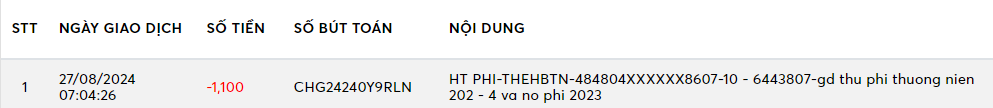 STT NGÀY GIAO DỊCH SỐ TIỀN SỐ BÚT TOÁN NỘI DUNG
1 27/08/2024 07:04:26 -1,100 CHG24240Y9RLN HT PHI-THEHBTN-484804XXXXXX8607-10 - 6443807-gd thu phi thuong nien
202 - 4 va no phi 2023